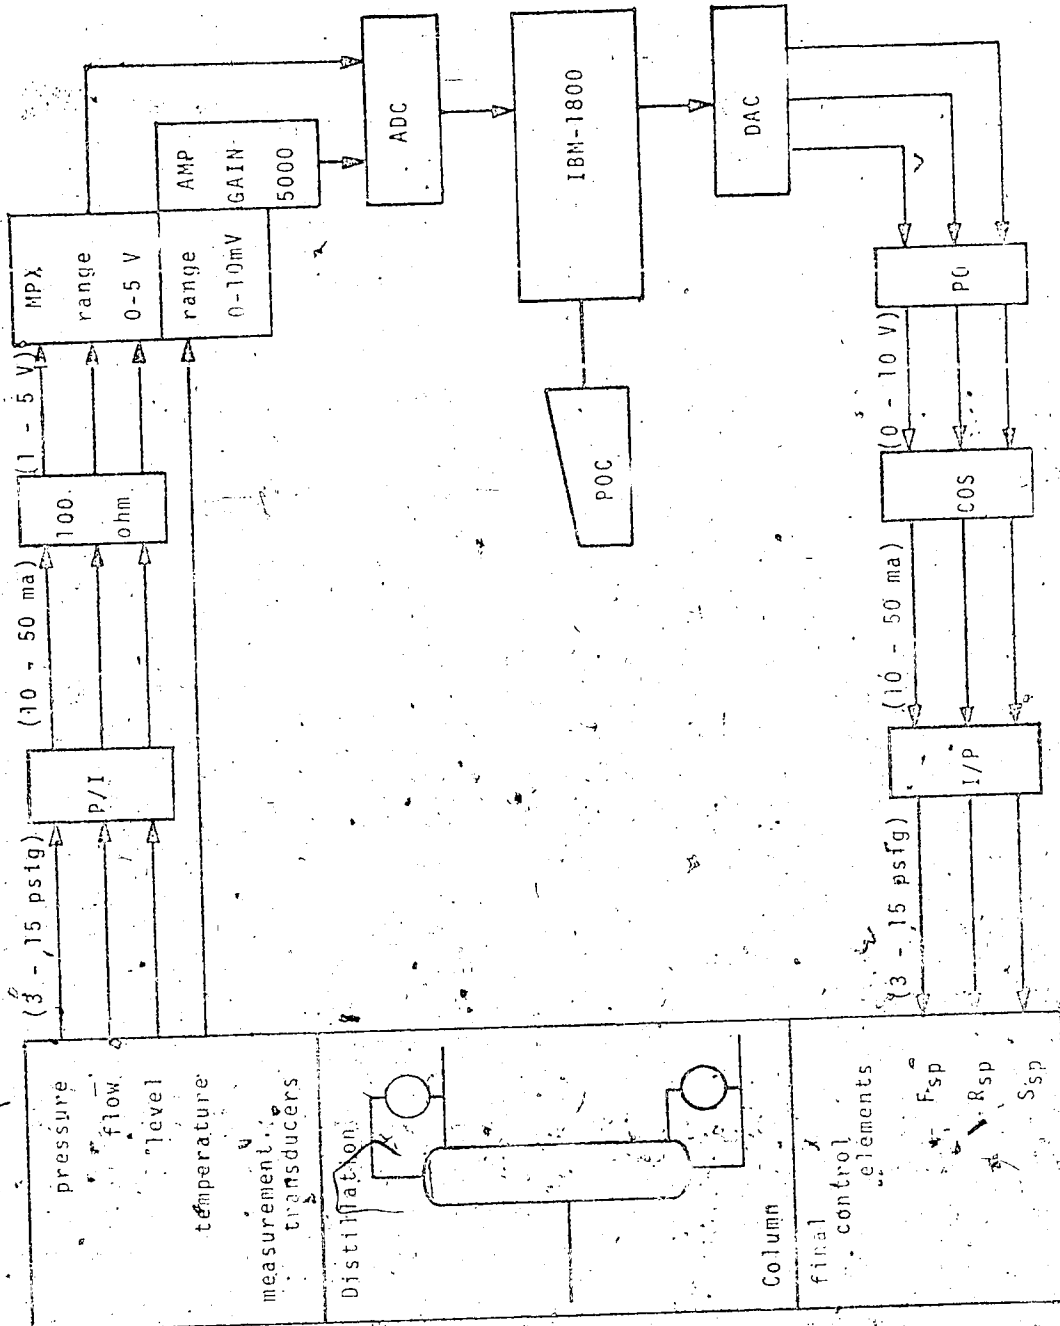 pressure
flow
level
temperature
measurement
transducers
(3 - 15 psig)
P/I
(10 - 50 ma)
100
ohm
(1 - 5 V)
MPX
range
0-5 V
range
0-10mV
AMP
GAIN
5000
ADC
IBM-1800
POC
DAC
Distillation
Column
final
control
elements
Fsp
Rsp
Ssp
(3 - 15 psig)
I/P
(10 - 50 ma)
COS
(0 - 10 V)
PO